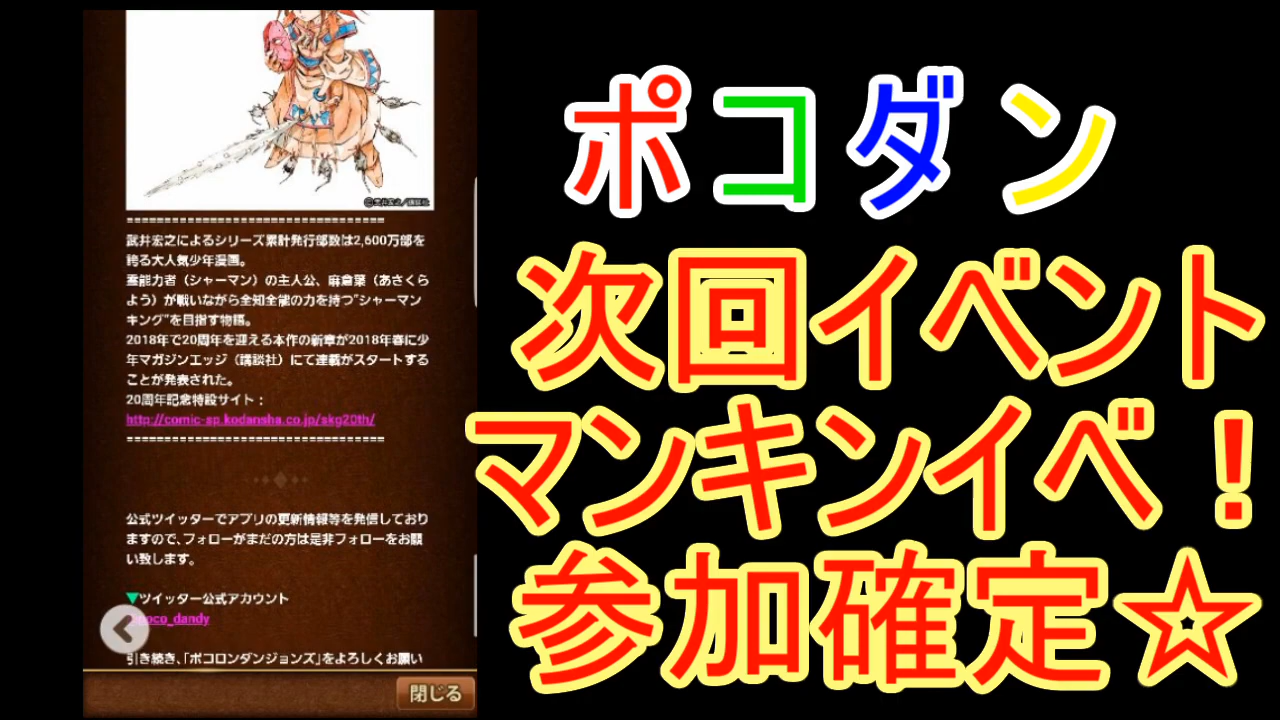 ©武井宏之/講談社
==================================
武井宏之によるシリーズ累計発行部数は2,600万部を
誇る大人気少年漫画。
霊能力者（シャーマン）の主人公、麻倉葉（あさくら
よう）が戦いながら全知全能の力を持つ"シャーマン
キング"を目指す物語。
2018年で20周年を迎える本作の新章が2018年春に少
年マガジンエッジ（講談社）にて連載がスタートする
ことが発表された。
20周年記念特設サイト：
http://comic-sp.kodansha.co.jp/skg20th/
==================================
公式ツイッターでアプリの更新情報等を発信しており
ますので、フォローがまだの方は是非フォローをお願
い致します。
▼ツイッター公式アカウント
poco_dandy
引き続き、「ポコロンダンジョンズ」をよろしくお願い
閉じる
ポコダン
次回イベント
マンキンイベ！
参加確定☆